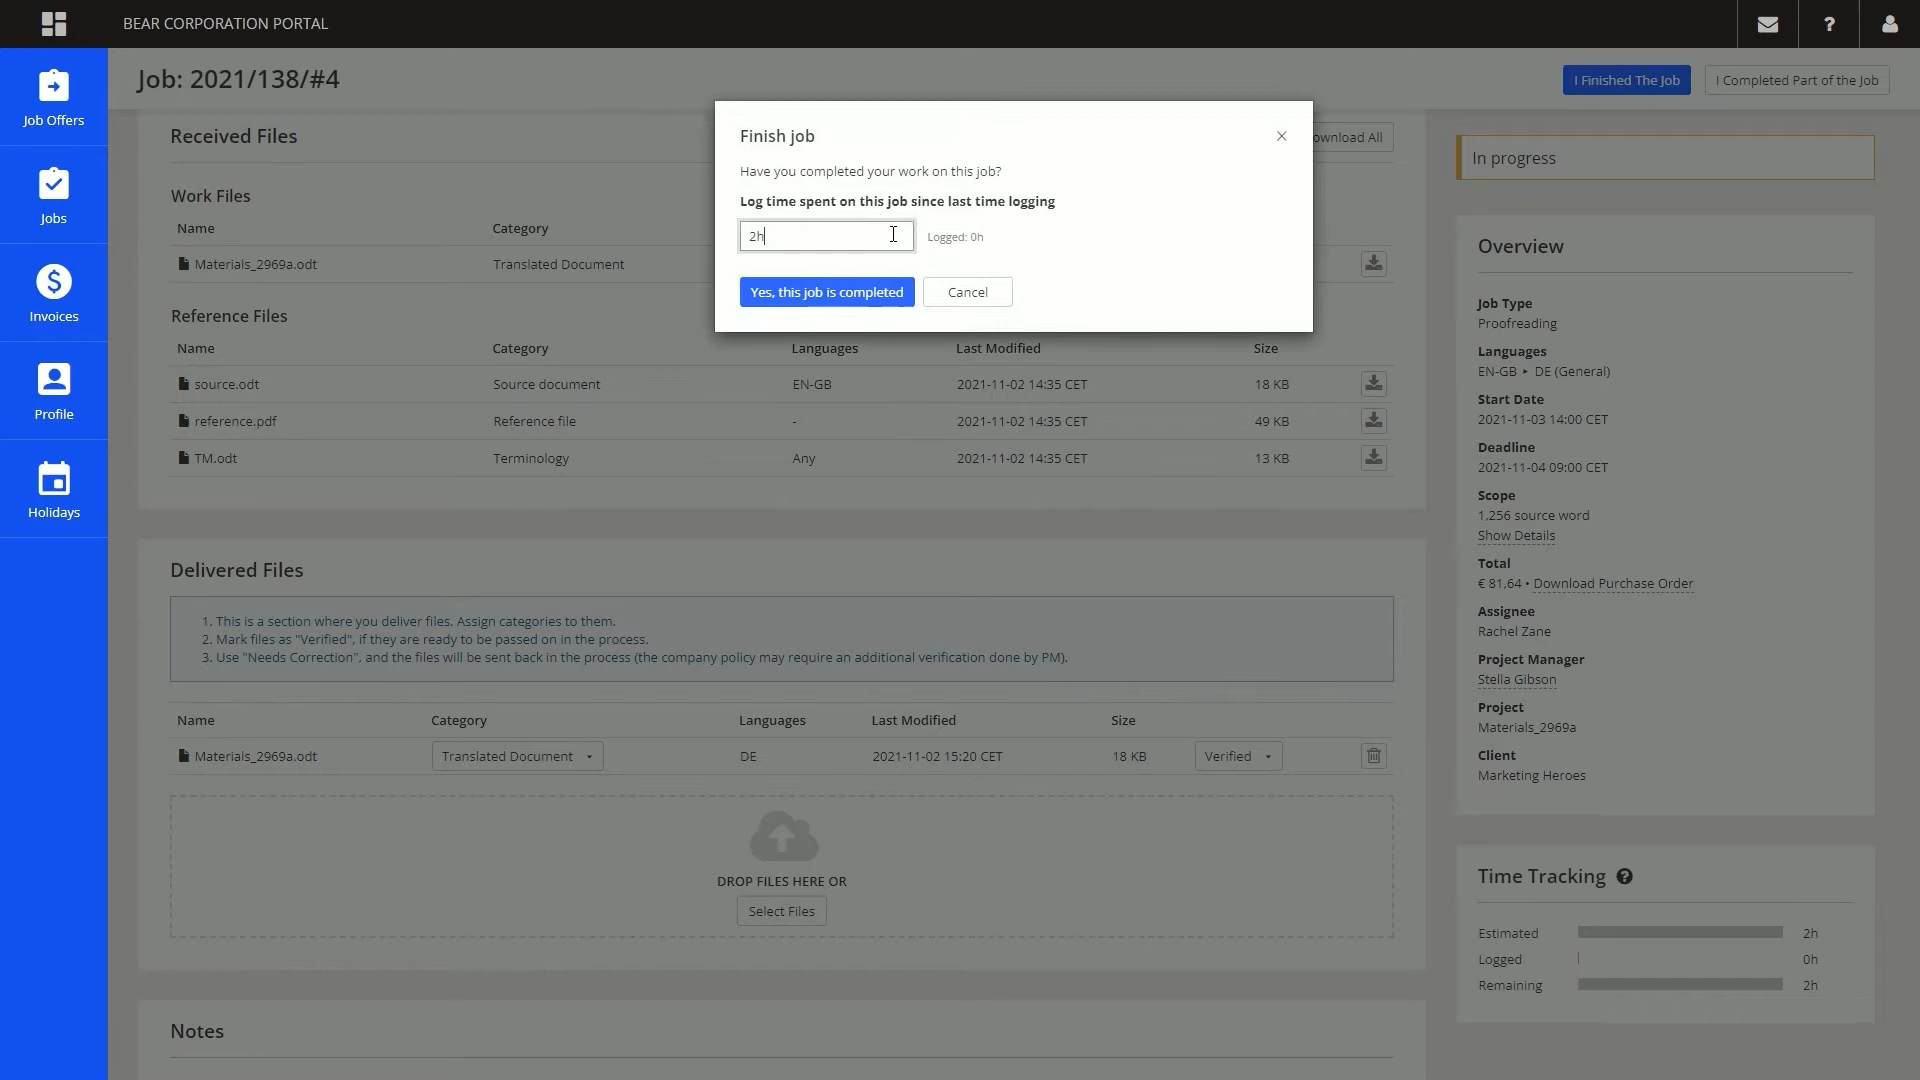 BEAR CORPORATION PORTAL
?
Job Offers
Jobs
Invoices
Profile
Holidays
Job: 2021/138/#4
I Finished The Job
I Completed Part of the Job
Received Files
ownload All
Work Files
Name Category
Materials_2969a.odt Translated Document
Reference Files
Name Category Languages Last Modified Size
source.odt Source document EN-GB 2021-11-02 14:35 CET 18 KB
reference.pdf Reference file - 2021-11-02 14:35 CET 49 KB
TM.odt Terminology Any 2021-11-02 14:35 CET 13 KB
Finish job
Have you completed your work on this job?
Log time spent on this job since last time logging
2h Logged: 0h
Yes, this job is completed Cancel
Delivered Files
1. This is a section where you deliver files. Assign categories to them.
2. Mark files as "Verified", if they are ready to be passed on in the process.
3. Use "Needs Correction", and the files will be sent back in the process (the company policy may require an additional verification done by PM).
Name Category Languages Last Modified Size
Materials_2969a.odt Translated Document DE 2021-11-02 15:20 CET 18 KB Verified
DROP FILES HERE OR
Select Files
Notes
In progress
Overview
Job Type
Proofreading
Languages
EN-GB ▸ DE (General)
Start Date
2021-11-03 14:00 CET
Deadline
2021-11-04 09:00 CET
Scope
1,256 source word
Show Details
Total
€ 81,64 • Download Purchase Order
Assignee
Rachel Zane
Project Manager
Stella Gibson
Project
Materials_2969a
Client
Marketing Heroes
Time Tracking ?
Estimated 2h
Logged 0h
Remaining 2h